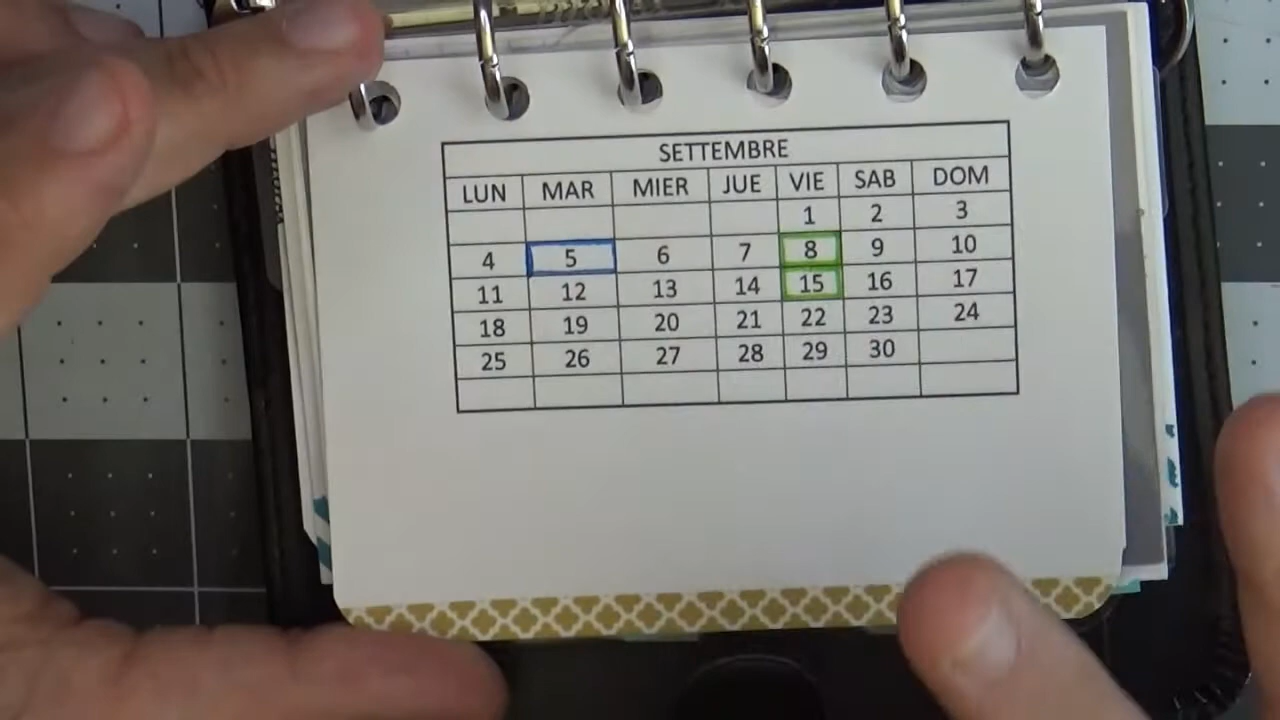 SETTEMBRE
LUN MAR MIER JUE VIE SAB DOM
1 2 3
4 5 6 7 8 9 10
11 12 13 14 15 16 17
18 19 20 21 22 23 24
25 26 27 28 29 30